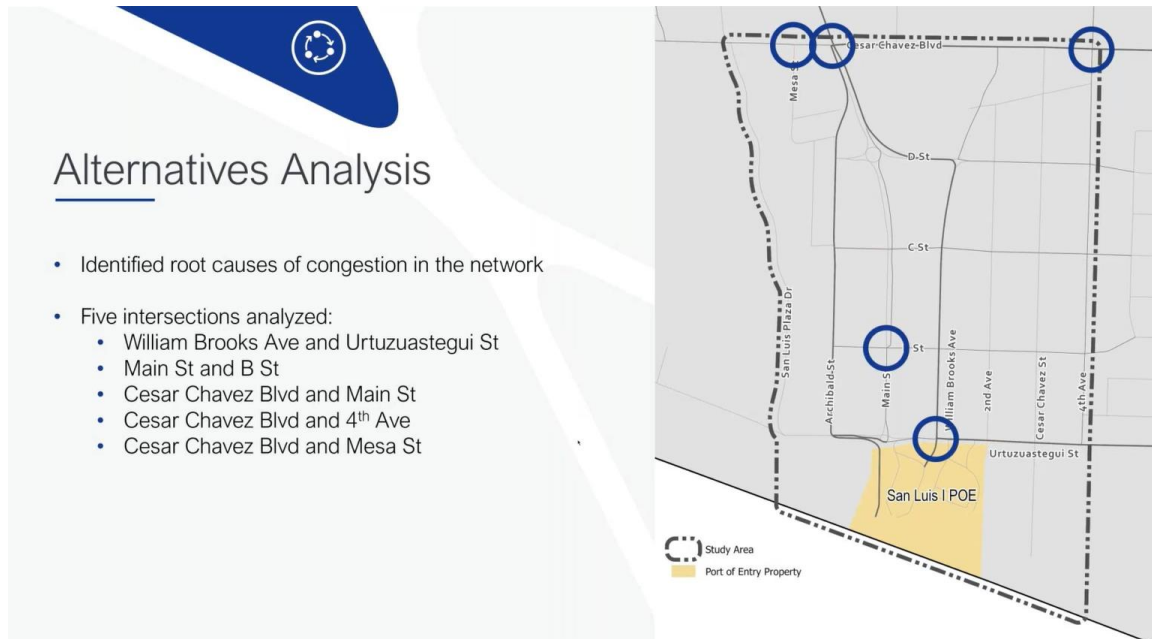 Alternatives Analysis
• Identified root causes of congestion in the network
• Five intersections analyzed:
• William Brooks Ave and Urtuzuastegui St
• Main St and B St
• Cesar Chavez Blvd and Main St
• Cesar Chavez Blvd and 4th Ave
• Cesar Chavez Blvd and Mesa St
Cesar Chavez Blvd
Mesa St
D St
C St
San Luis Plaza Dr
St
Archibald St
Main S
William Brooks Ave
2nd Ave
Cesar Chavez St
4th Ave
Urtuzuastegui St
San Luis I POE
Study Area
Port of Entry Property